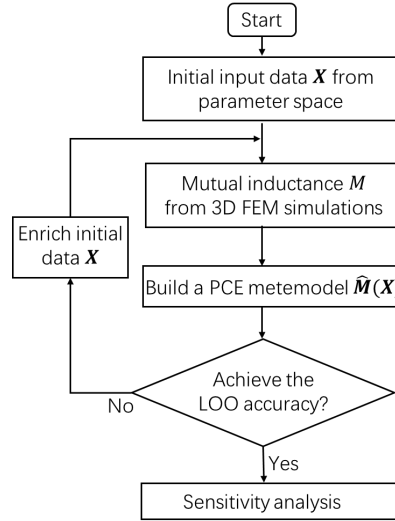 Start
Initial input data X from
parameter space
Mutual inductance M
from 3D FEM simulations
Enrich initial
data X
Build a PCE metemodel M̂(X
Achieve the
LOO accuracy?
No
Yes
Sensitivity analysis